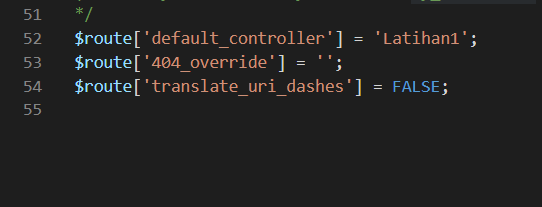 51 */
52 $route['default_controller'] = 'Latihan1';
53 $route['404_override'] = '';
54 $route['translate_uri_dashes'] = FALSE;
55